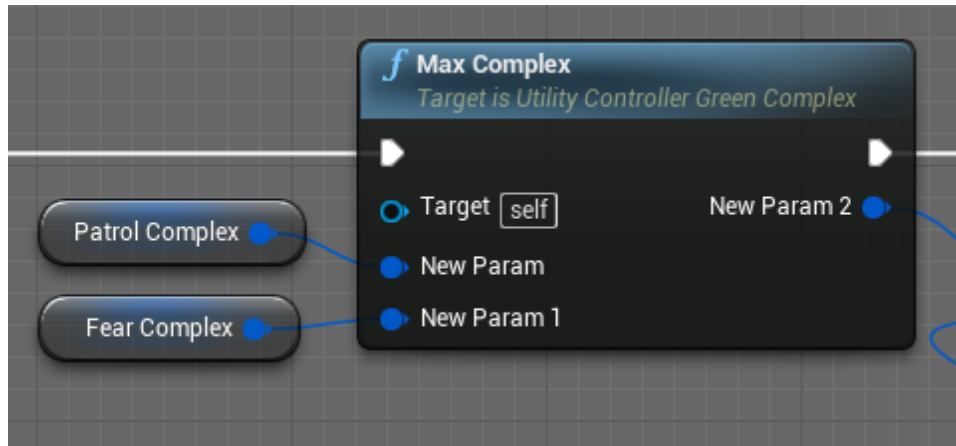 f Max Complex
Target is Utility Controller Green Complex
Target self
New Param 2
Patrol Complex
New Param
Fear Complex
New Param 1